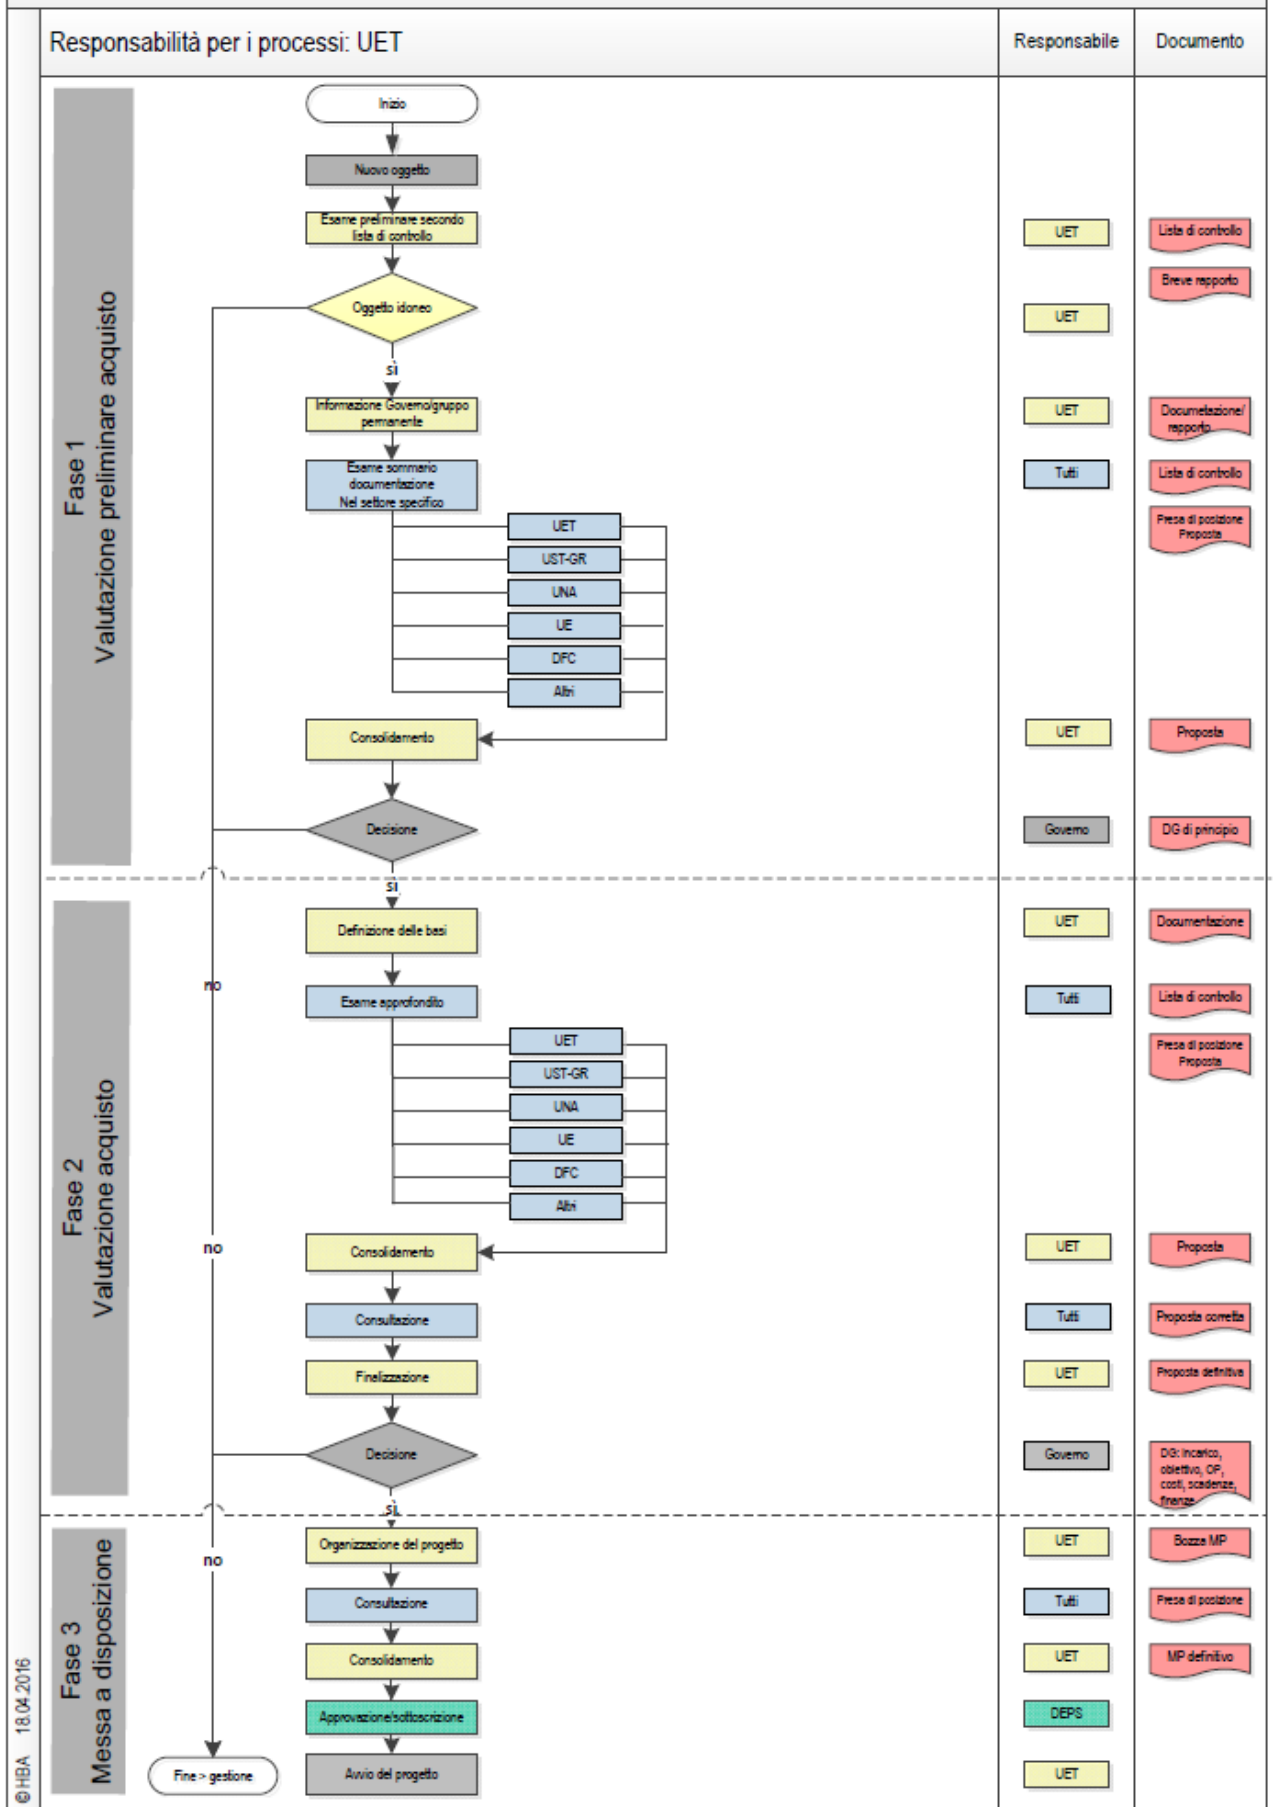 Responsabilità per i processi: UET
Responsabile
Documento
Fase 1
Valutazione preliminare acquisto
Inizio
Nuovo oggetto
Esame preliminare secondo
lista di controllo
UET
Lista di controllo
Breve rapporto
Oggetto idoneo
UET
sì
Informazione Governo/gruppo
permanente
UET
Documetazione/
rapporto
Esame sommario
documentazione
Nel settore specifico
Tutti
Lista di controllo
Presa di posizione
Proposta
UET
UST-GR
UNA
UE
DFC
Altri
Consolidamento
UET
Proposta
Decisione
Governo
DG di principio
sì
Fase 2
Valutazione acquisto
Definizione delle basi
UET
Documentazione
no
Esame approfondito
Tutti
Lista di controllo
Presa di posizione
Proposta
UET
UST-GR
UNA
UE
DFC
Altri
no
Consolidamento
UET
Proposta
Consultazione
Tutti
Proposta corretta
Finalizzazione
UET
Proposta definitiva
Decisione
Governo
DG: incarico,
obiettivo, OP,
costi, scadenze,
finanze
sì
Fase 3
Messa a disposizione
Organizzazione del progetto
UET
Bozza MP
no
Consultazione
Tutti
Presa di posizione
Consolidamento
UET
MP definitivo
Approvazione/sottoscrizione
DEPS
Fine > gestione
Avvio del progetto
UET
© HBA 18.04.2016